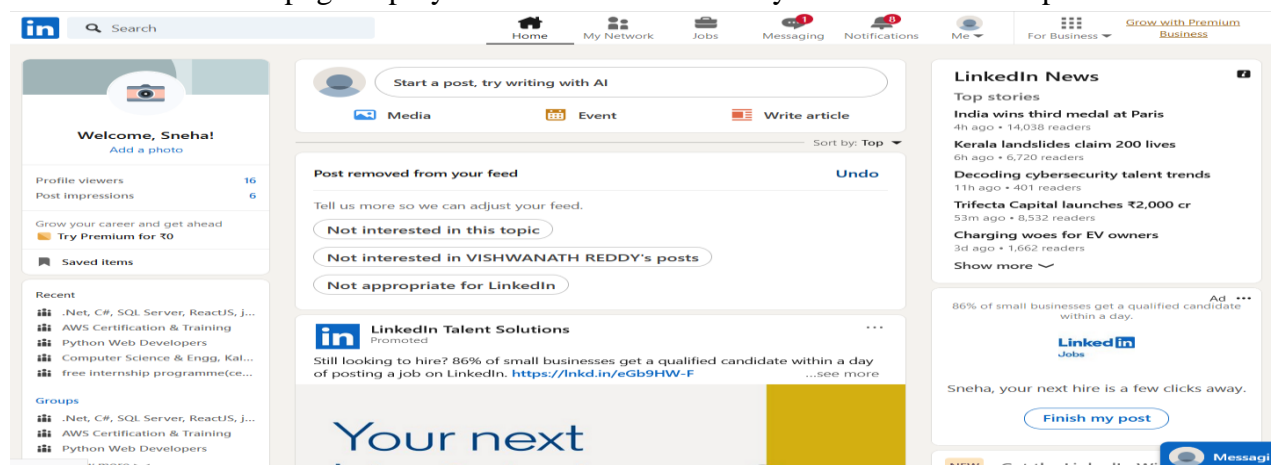 in Search
Home My Network Jobs Messaging 1 Notifications 8 Me For Business Grow with Premium Business
Welcome, Sneha!
Add a photo
Profile viewers 16
Post impressions 6
Grow your career and get ahead
Try Premium for ₹0
Saved items
Recent
.Net, C#, SQL Server, ReactJS, j...
AWS Certification & Training
Python Web Developers
Computer Science & Engg, Kal...
free internship programme(ce...
Groups
.Net, C#, SQL Server, ReactJS, j...
AWS Certification & Training
Python Web Developers
Start a post, try writing with AI
Media Event Write article
Sort by: Top
Post removed from your feed Undo
Tell us more so we can adjust your feed.
Not interested in this topic
Not interested in VISHWANATH REDDY's posts
Not appropriate for LinkedIn
in LinkedIn Talent Solutions ...
Promoted
Still looking to hire? 86% of small businesses get a qualified candidate within a day
of posting a job on LinkedIn. https://lnkd.in/eGb9HW-F ...see more
Your next
LinkedIn News
Top stories
India wins third medal at Paris
4h ago • 14,038 readers
Kerala landslides claim 200 lives
6h ago • 6,720 readers
Decoding cybersecurity talent trends
11h ago • 401 readers
Trifecta Capital launches ₹2,000 cr
53m ago • 8,532 readers
Charging woes for EV owners
3d ago • 1,662 readers
Show more
Ad ...
86% of small businesses get a qualified candidate
within a day.
Linked in
Jobs
Sneha, your next hire is a few clicks away.
Finish my post
Messagi